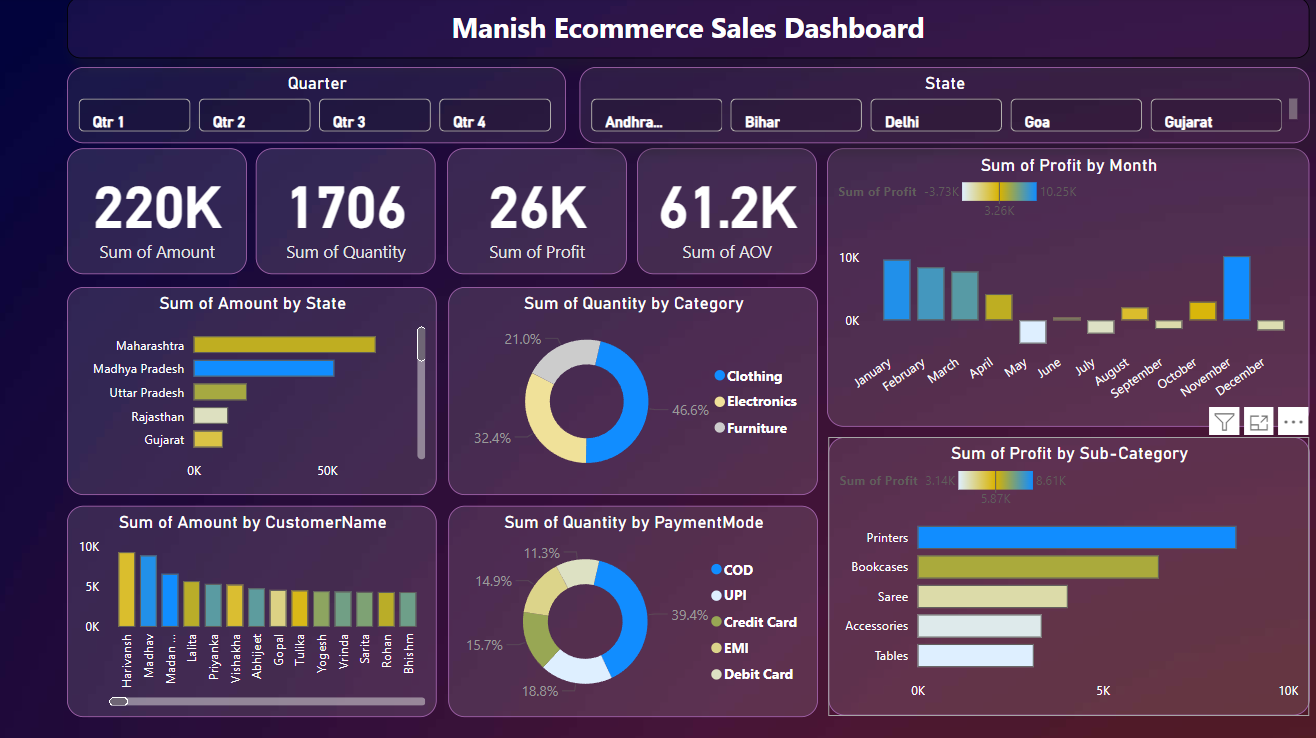 Manish Ecommerce Sales Dashboard
Quarter
Qtr 1
Qtr 2
Qtr 3
Qtr 4
State
Andhra...
Bihar
Delhi
Goa
Gujarat
220K
Sum of Amount
1706
Sum of Quantity
26K
Sum of Profit
61.2K
Sum of AOV
Sum of Profit by Month
Sum of Profit -3.73K 10.25K
3.26K
10K
0K
January
February
March
April
May
June
July
August
September
October
November
December
Sum of Amount by State
Maharashtra
Madhya Pradesh
Uttar Pradesh
Rajasthan
Gujarat
0K
50K
Sum of Quantity by Category
21.0%
46.6%
32.4%
Clothing
Electronics
Furniture
Sum of Profit by Sub-Category
Sum of Profit 3.14K 8.61K
5.87K
Printers
Bookcases
Saree
Accessories
Tables
0K
5K
10K
Sum of Amount by CustomerName
10K
5K
0K
Harivansh
Madhav
Madan ...
Lalita
Priyanka
Vishakha
Abhijeet
Gopal
Tulika
Yogesh
Vrinda
Sarita
Rohan
Bhishm
Sum of Quantity by PaymentMode
11.3%
14.9%
39.4%
15.7%
18.8%
COD
UPI
Credit Card
EMI
Debit Card